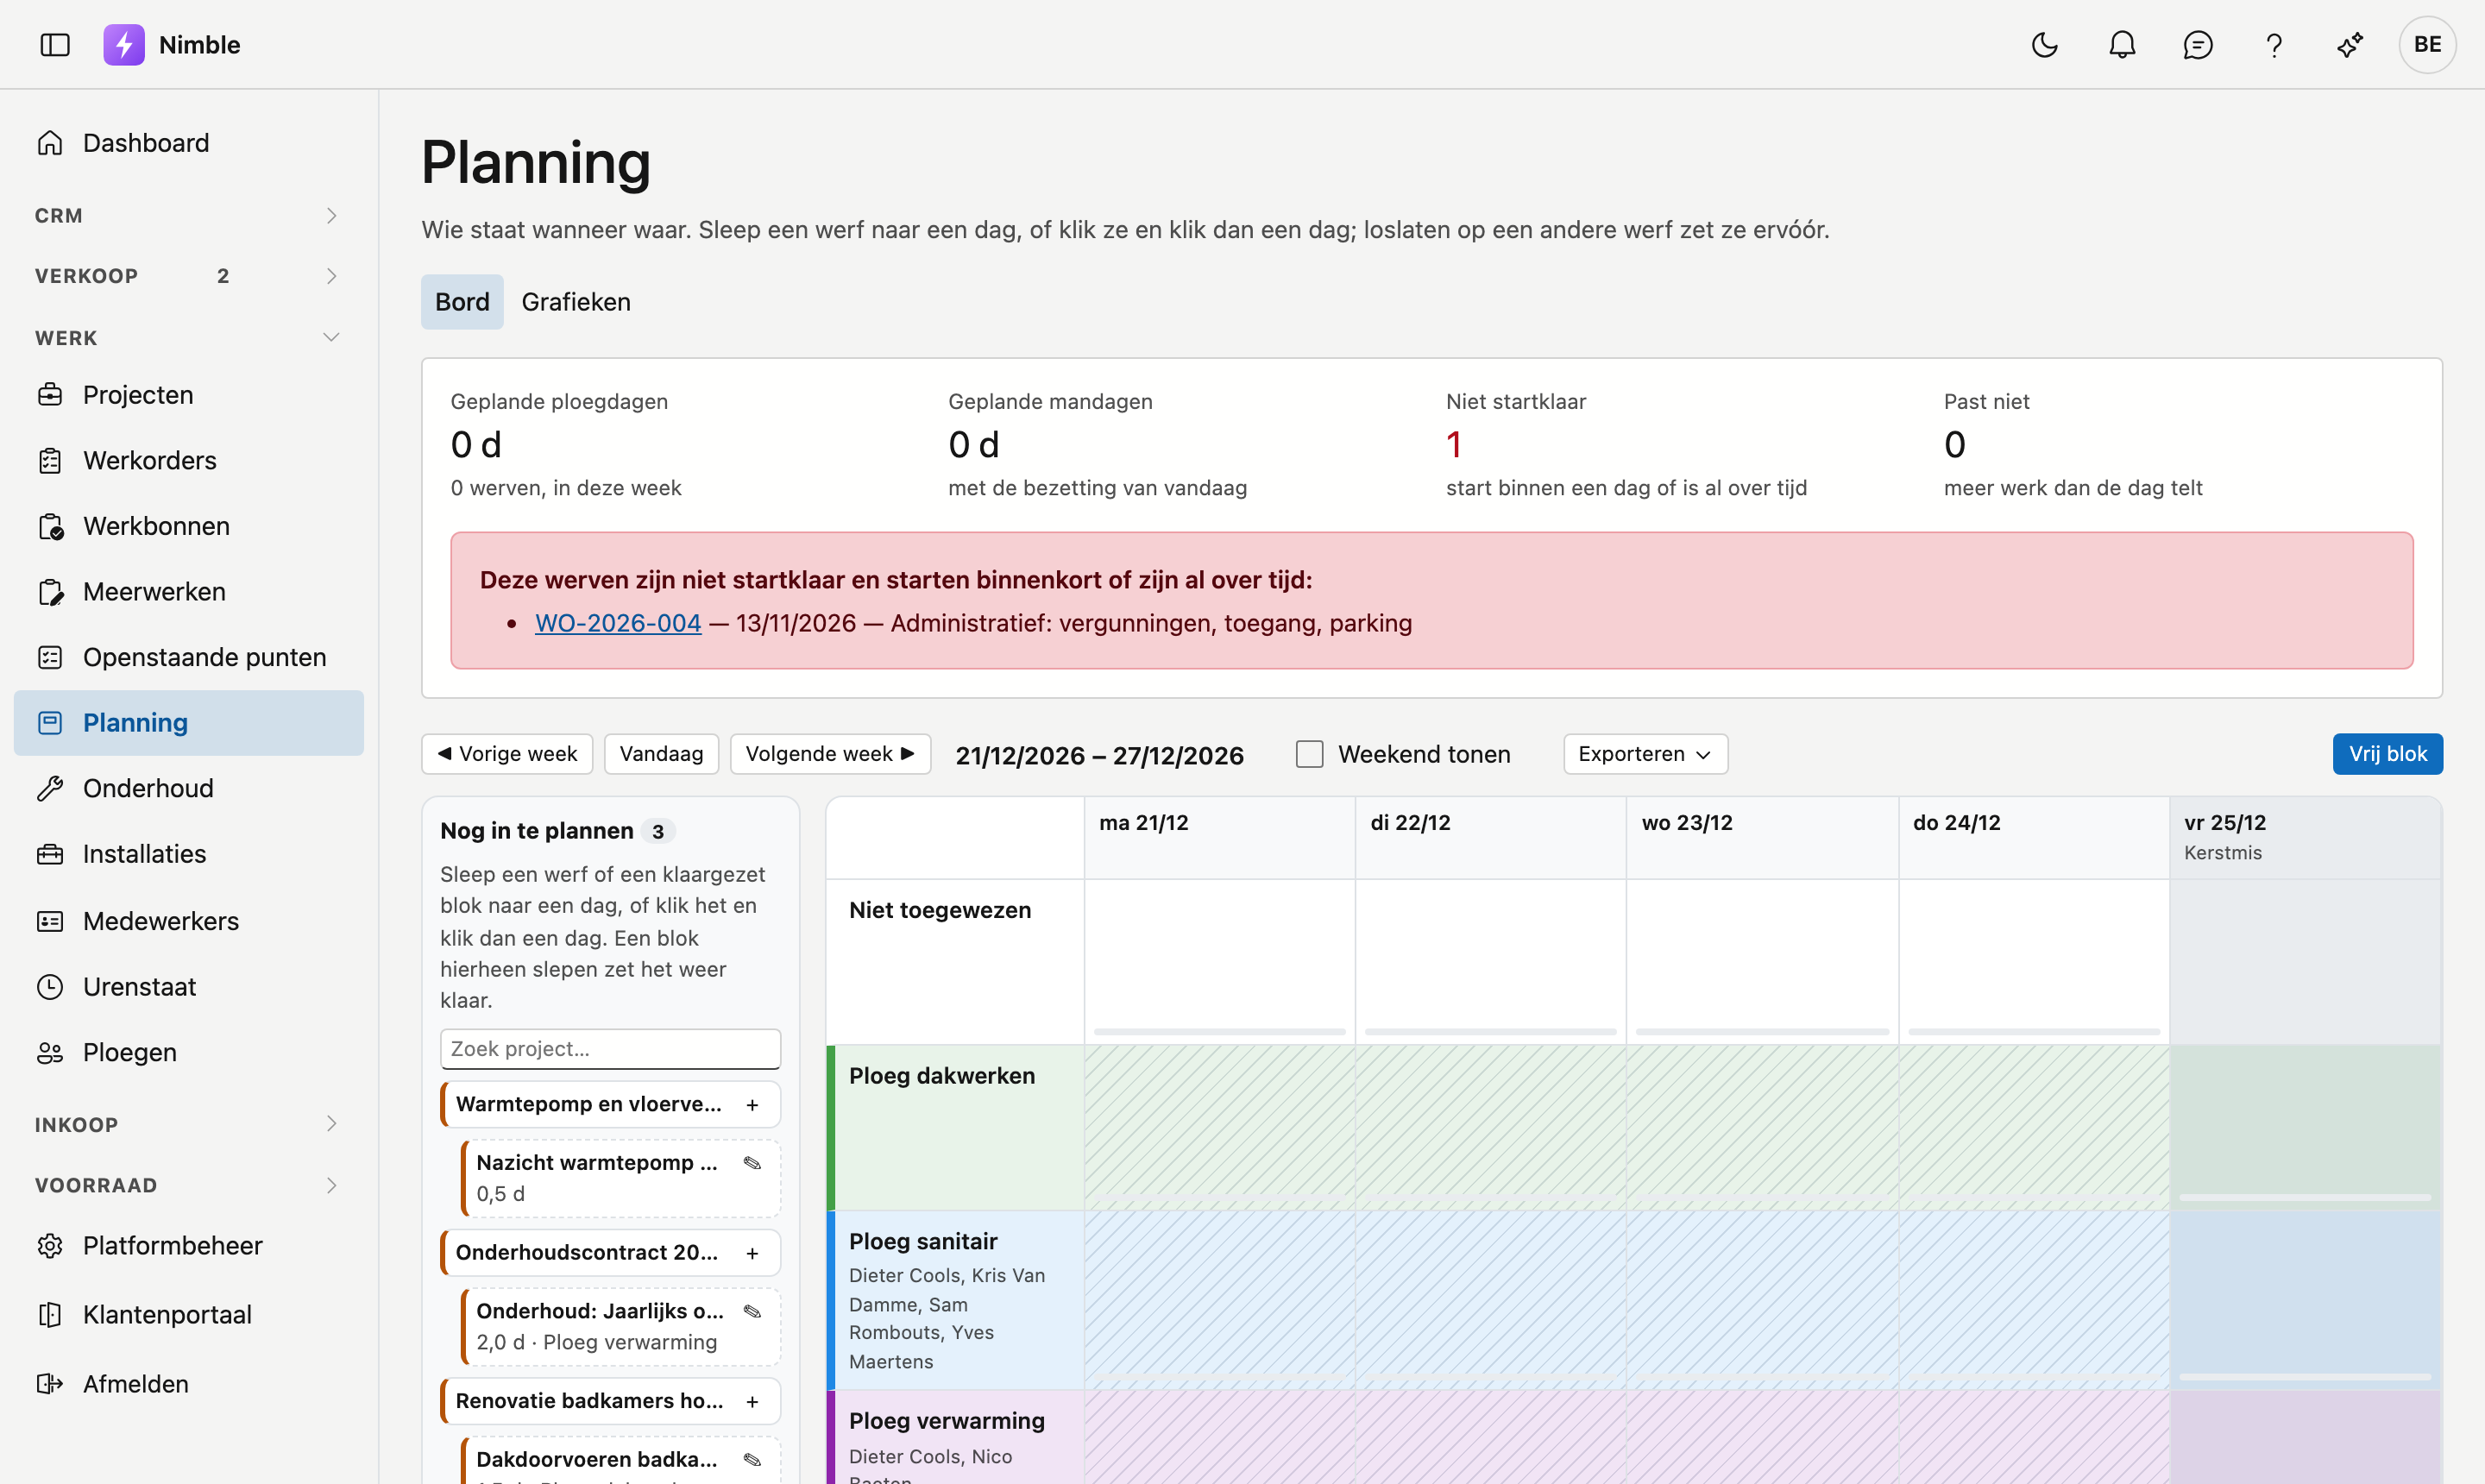 Nimble
BE
Dashboard
CRM
VERKOOP 2
WERK
Projecten
Werkorders
Werkbonnen
Meerwerken
Openstaande punten
Planning
Onderhoud
Installaties
Medewerkers
Urenstaat
Ploegen
INKOOP
VOORRAAD
Platformbeheer
Klantenportaal
Afmelden
Planning
Wie staat wanneer waar. Sleep een werf naar een dag, of klik ze en klik dan een dag; loslaten op een andere werf zet ze ervóór.
Bord Grafieken
Geplande ploegdagen
0 d
0 werven, in deze week
Geplande mandagen
0 d
met de bezetting van vandaag
Niet startklaar
1
start binnen een dag of is al over tijd
Past niet
0
meer werk dan de dag telt
Deze werven zijn niet startklaar en starten binnenkort of zijn al over tijd:
• WO-2026-004 — 13/11/2026 — Administratief: vergunningen, toegang, parking
◀ Vorige week Vandaag Volgende week ▶ 21/12/2026 – 27/12/2026 Weekend tonen Exporteren Vrij blok
Nog in te plannen 3
Sleep een werf of een klaargezet
blok naar een dag, of klik het en
klik dan een dag. Een blok
hierheen slepen zet het weer
klaar.
Zoek project...
Warmtepomp en vloerve... +
Nazicht warmtepomp ... ✎
0,5 d
Onderhoudscontract 20... +
Onderhoud: Jaarlijks o... ✎
2,0 d · Ploeg verwarming
Renovatie badkamers ho... +
Dakdoorvoeren badka... ✎
ma 21/12
di 22/12
wo 23/12
do 24/12
vr 25/12
Kerstmis
Niet toegewezen
Ploeg dakwerken
Ploeg sanitair
Dieter Cools, Kris Van
Damme, Sam
Rombouts, Yves
Maertens
Ploeg verwarming
Dieter Cools, Nico